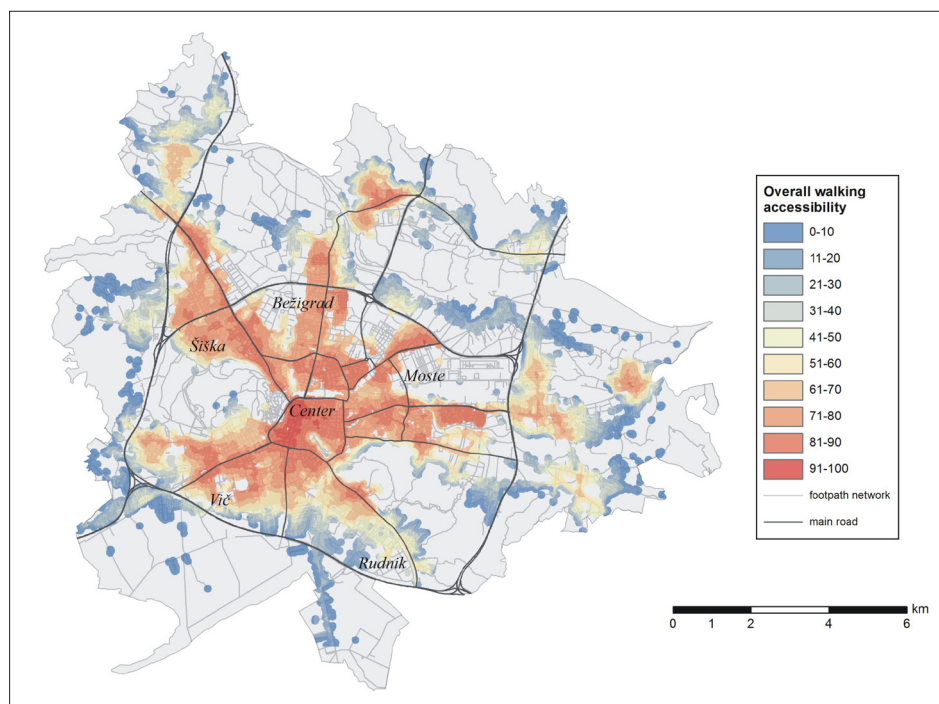 Bežigrad
Šiška
Moste
Center
Vič
Rudnik
Overall walking
accessibility
0-10
11-20
21-30
31-40
41-50
51-60
61-70
71-80
81-90
91-100
footpath network
main road
km
0 1 2 4 6